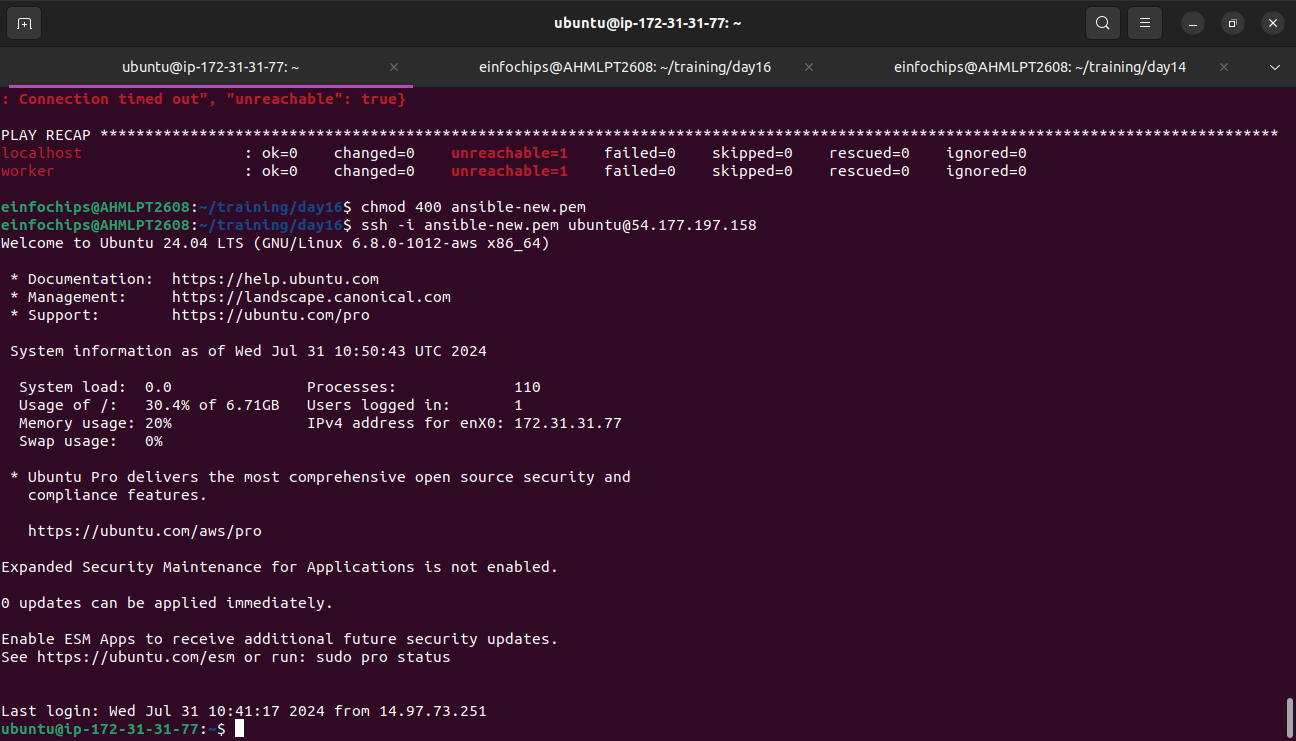 ubuntu@ip-172-31-31-77: ~
ubuntu@ip-172-31-31-77: ~ einfochips@AHMLPT2608: ~/training/day16 einfochips@AHMLPT2608: ~/training/day14
: Connection timed out", "unreachable": true}
PLAY RECAP ***********************************************************************************************************************************
localhost : ok=0 changed=0 unreachable=1 failed=0 skipped=0 rescued=0 ignored=0
worker : ok=0 changed=0 unreachable=1 failed=0 skipped=0 rescued=0 ignored=0
einfochips@AHMLPT2608:~/training/day16$ chmod 400 ansible-new.pem
einfochips@AHMLPT2608:~/training/day16$ ssh -i ansible-new.pem ubuntu@54.177.197.158
Welcome to Ubuntu 24.04 LTS (GNU/Linux 6.8.0-1012-aws x86_64)
* Documentation: https://help.ubuntu.com
* Management: https://landscape.canonical.com
* Support: https://ubuntu.com/pro
System information as of Wed Jul 31 10:50:43 UTC 2024
System load: 0.0 Processes: 110
Usage of /: 30.4% of 6.71GB Users logged in: 1
Memory usage: 20% IPv4 address for enX0: 172.31.31.77
Swap usage: 0%
* Ubuntu Pro delivers the most comprehensive open source security and
compliance features.
https://ubuntu.com/aws/pro
Expanded Security Maintenance for Applications is not enabled.
0 updates can be applied immediately.
Enable ESM Apps to receive additional future security updates.
See https://ubuntu.com/esm or run: sudo pro status
Last login: Wed Jul 31 10:41:17 2024 from 14.97.73.251
ubuntu@ip-172-31-31-77:~$